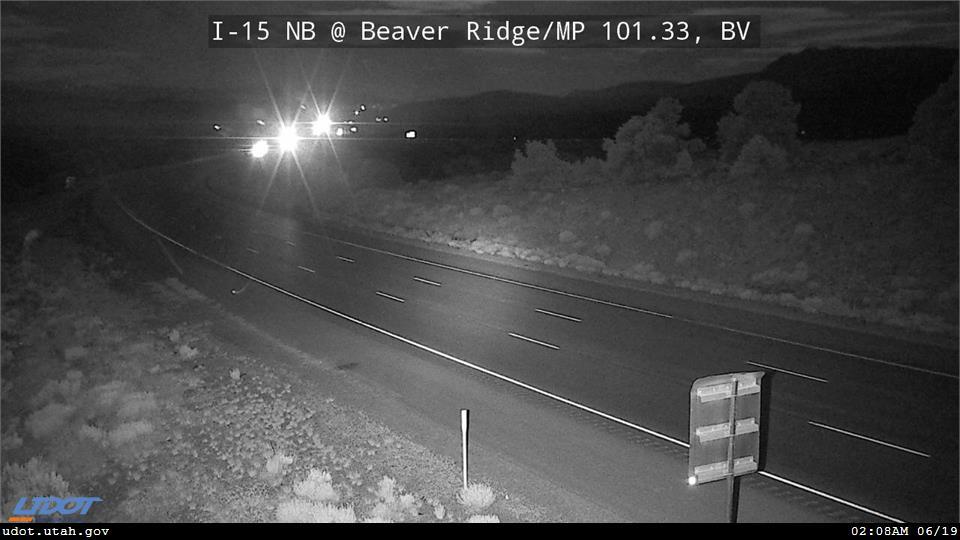 I-15 NB @ Beaver Ridge/MP 101.33, BV
UDOT
udot.utah.gov 02:08AM 06/19